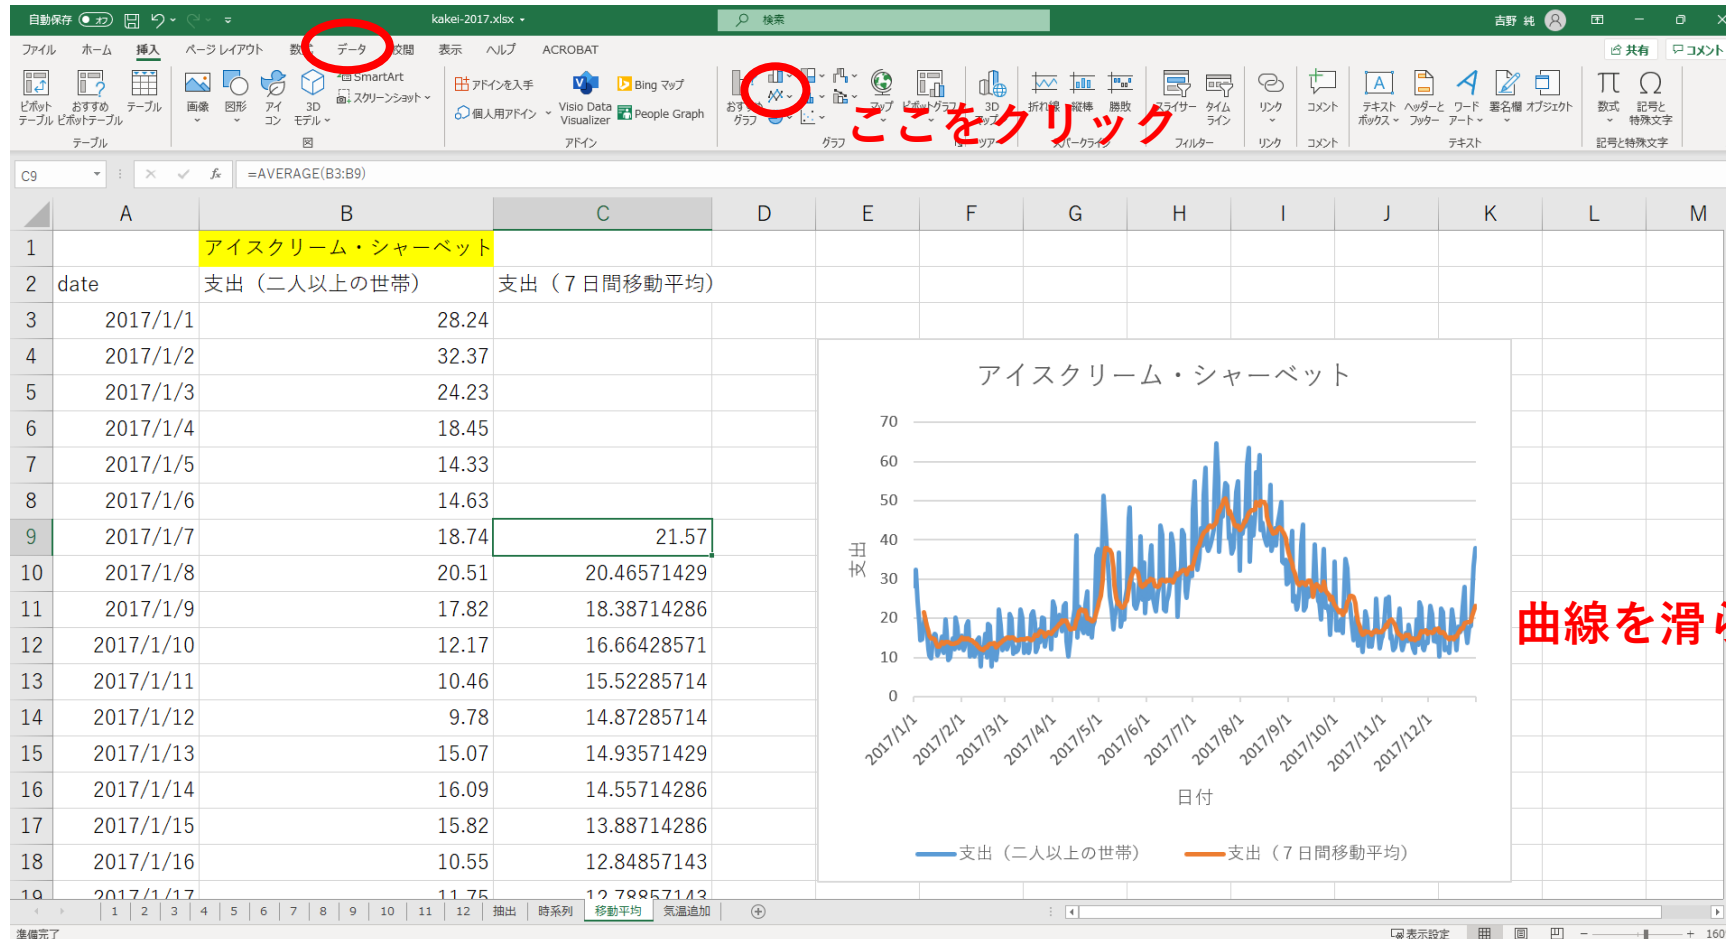 自動保存 オフ kakei-2017.xlsx 検索 吉野 純
ファイル ホーム 挿入 ページ レイアウト データ 校閲 表示 ヘルプ ACROBAT 共有 コメント
ピボットテーブル おすすめピボットテーブル テーブル 画像 図形 アイコン 3Dモデル SmartArt スクリーンショット アドインを入手 個人用アドイン Visio Data Visualizer Bing マップ People Graph
マップ ピボットグラフ 3D 折れ線 縦棒 勝敗 スライサー タイムライン リンク コメント テキストボックス ヘッダーとフッター ワードアート 署名欄 オブジェクト 数式 記号と特殊文字
ここをクリック
テーブル 図 アドイン グラフ ツアー スパークライン フィルター リンク コメント テキスト 記号と特殊文字
C9 fx =AVERAGE(B3:B9)
A B C D E F G H I J K L M
1 アイスクリーム・シャーベット
2 date 支出（二人以上の世帯） 支出（７日間移動平均）
3 2017/1/1 28.24
4 2017/1/2 32.37
5 2017/1/3 24.23
6 2017/1/4 18.45
7 2017/1/5 14.33
8 2017/1/6 14.63
9 2017/1/7 18.74 21.57
10 2017/1/8 20.51 20.46571429
11 2017/1/9 17.82 18.38714286
12 2017/1/10 12.17 16.66428571
13 2017/1/11 10.46 15.52285714
14 2017/1/12 9.78 14.87285714
15 2017/1/13 15.07 14.93571429
16 2017/1/14 16.09 14.55714286
17 2017/1/15 15.82 13.88714286
18 2017/1/16 10.55 12.84857143
19 2017/1/17 11.75 12.78857143
アイスクリーム・シャーベット
70
60
50
40
30
20
10
0
支出
2017/1/1 2017/2/1 2017/3/1 2017/4/1 2017/5/1 2017/6/1 2017/7/1 2017/8/1 2017/9/1 2017/10/1 2017/11/1 2017/12/1
日付
支出（二人以上の世帯） 支出（７日間移動平均）
曲線を滑ら
1 2 3 4 5 6 7 8 9 10 11 12 抽出 時系列 移動平均 気温追加
準備完了 表示設定 160